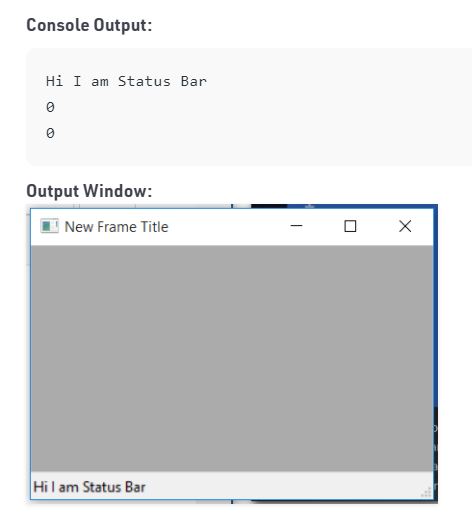 Console Output:
Hi I am Status Bar
0
0
Output Window:
New Frame Title
Hi I am Status Bar